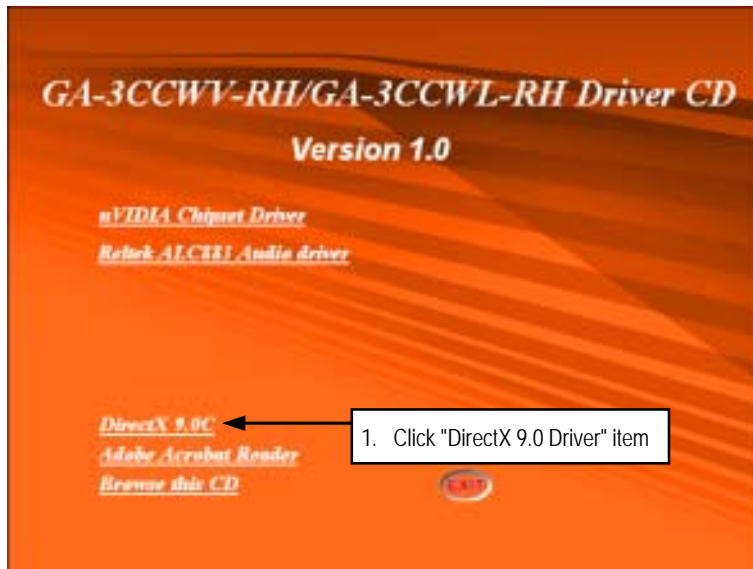 GA-3CCWV-RH/GA-3CCWL-RH Driver CD
Version 1.0
nVIDIA Chipset Driver
Reltek ALC883 Audio driver
DirectX 9.0C
1. Click "DirectX 9.0 Driver" item
Adobe Acrobat Reader
Browse this CD
EXIT